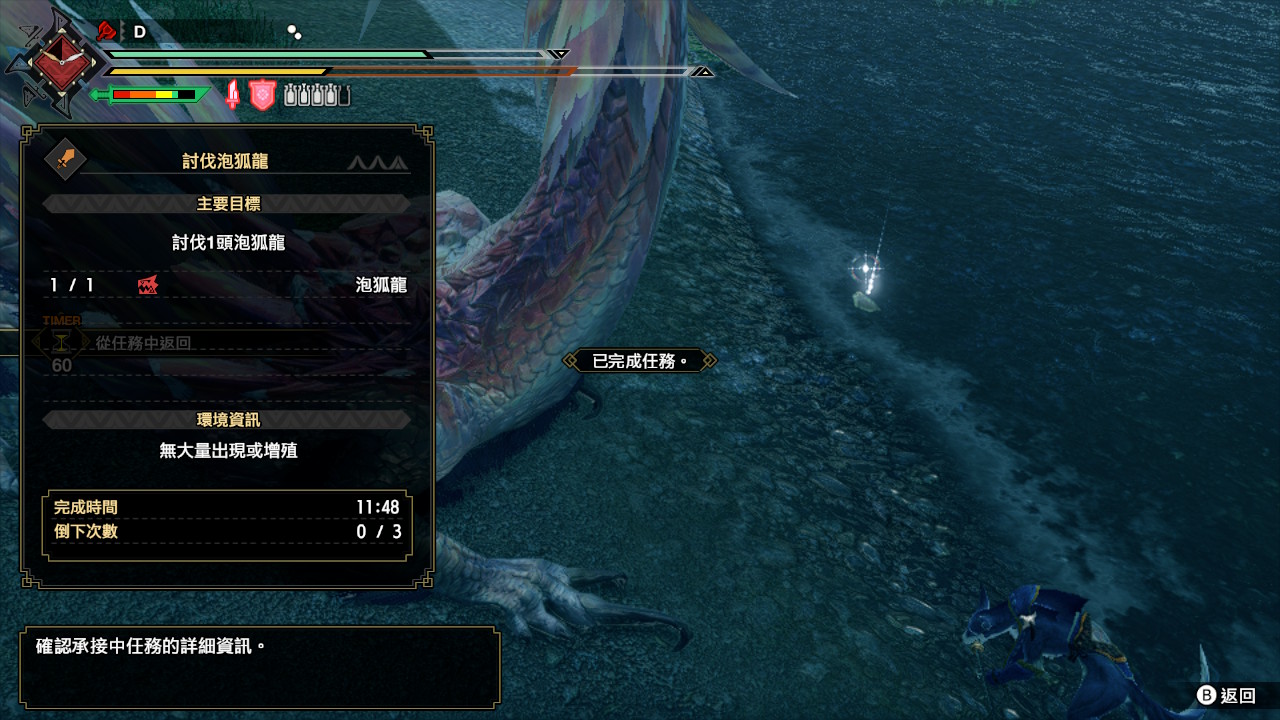 D
討伐泡狐龍
主要目標
討伐1頭泡狐龍
1 / 1 泡狐龍
TIMER
從任務中返回
60
已完成任務。
環境資訊
無大量出現或增殖
完成時間 11:48
倒下次數 0 / 3
確認承接中任務的詳細資訊。
B 返回